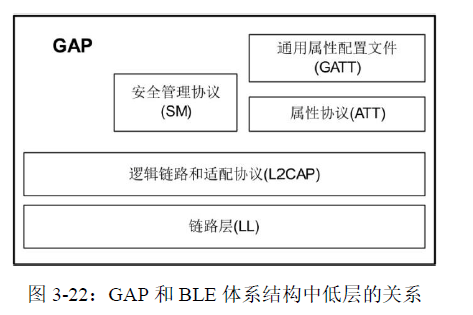 GAP
通用属性配置文件
(GATT)
安全管理协议
(SM)
属性协议(ATT)
逻辑链路和适配协议(L2CAP)
链路层(LL)
图 3-22：GAP 和 BLE 体系结构中低层的关系